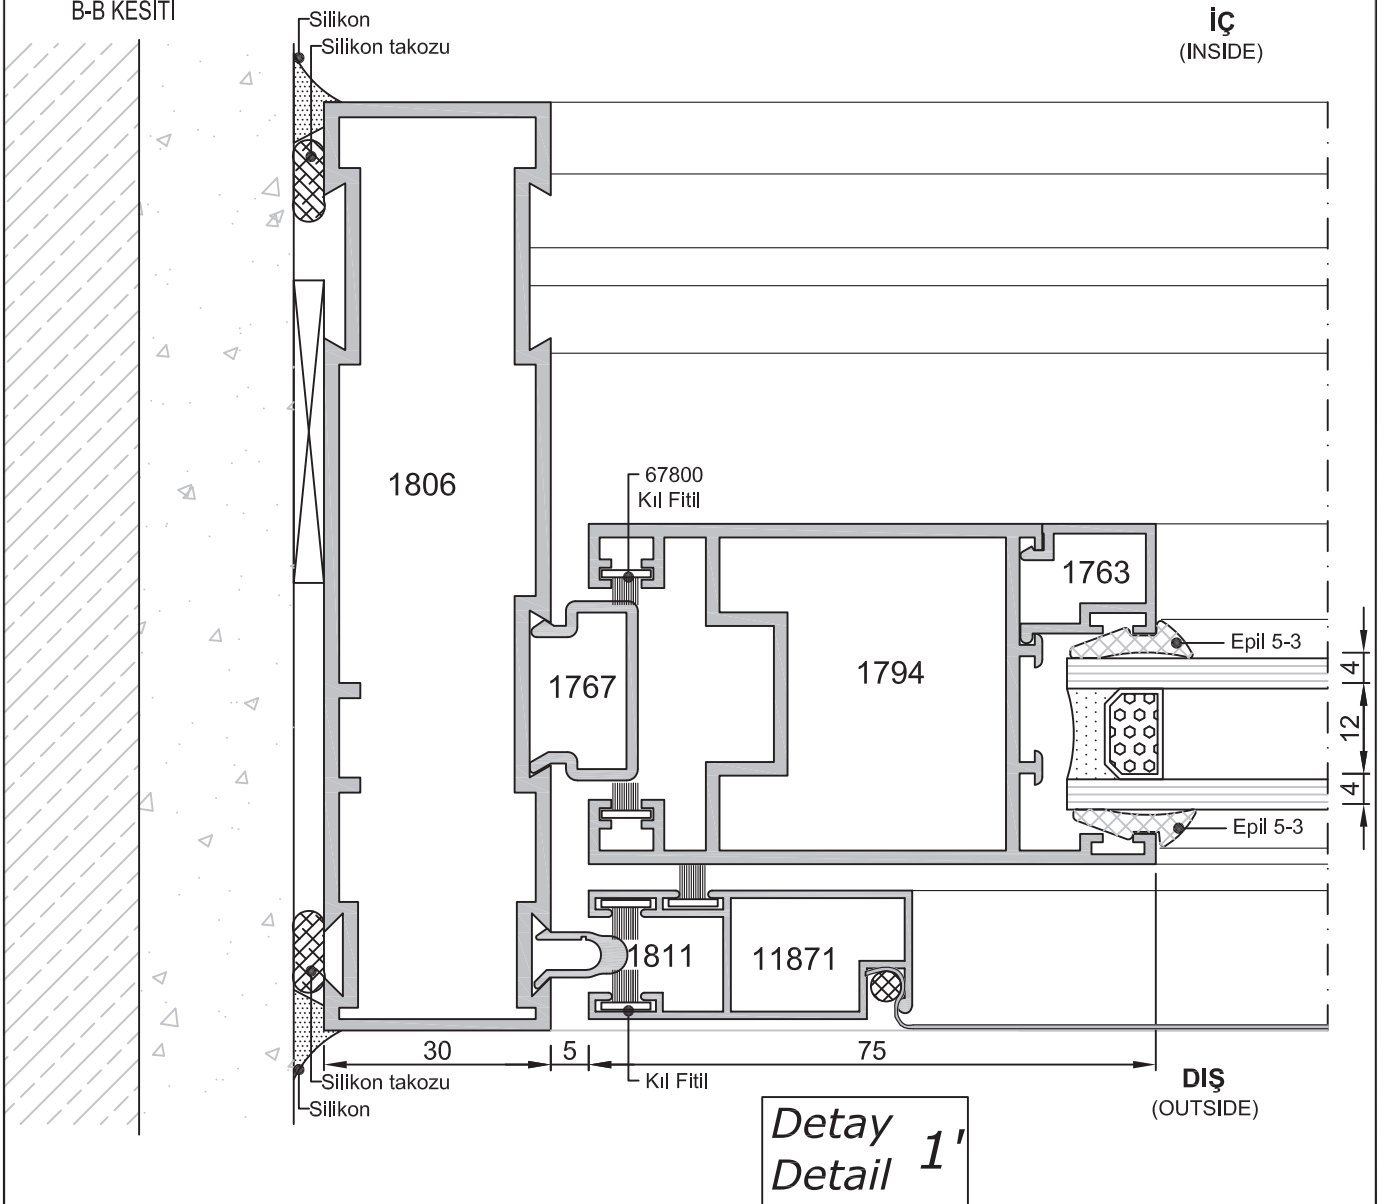 B-B KESİTİ
Silikon
Silikon takozu
İÇ
(INSIDE)
1806
67800
Kıl Fitil
1763
1767
1794
Epil 5-3
4
12
4
Epil 5-3
1811
11871
30
5
75
Silikon takozu
Silikon
Kıl Fitil
DIŞ
(OUTSIDE)
Detay
Detail
1'